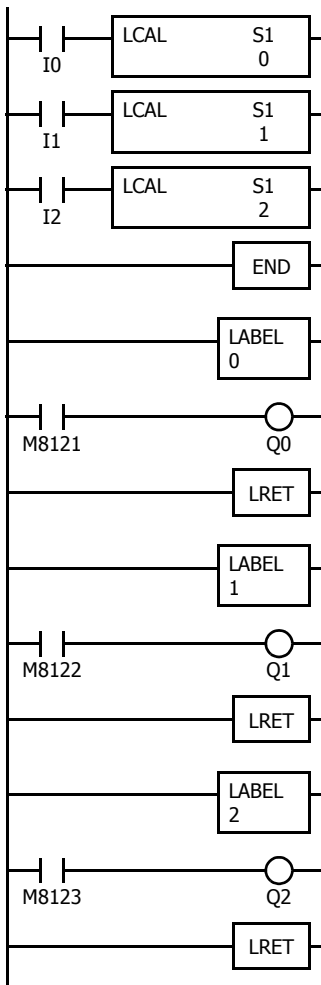 LCAL S1
I0 0
LCAL S1
I1 1
LCAL S1
I2 2
END
LABEL
0
M8121 Q0
LRET
LABEL
1
M8122 Q1
LRET
LABEL
2
M8123 Q2
LRET